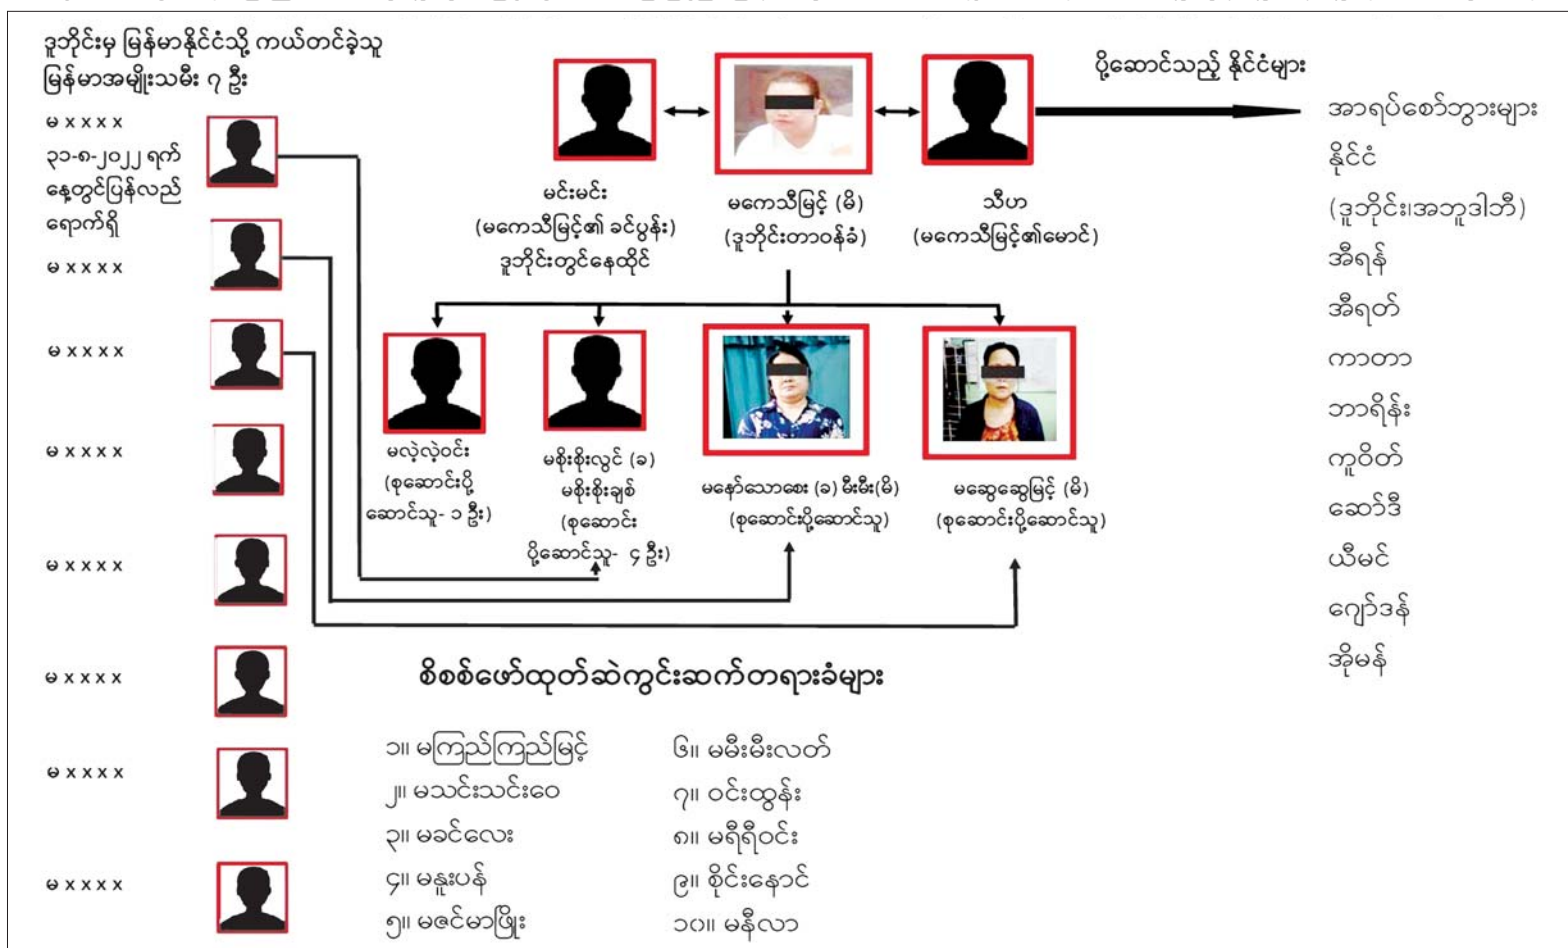 ဒူဘိုင်းမှ မြန်မာနိုင်ငံသို့ ကယ်တင်ခဲ့သူ
မြန်မာအမျိုးသမီး ၇ ဦး
မ x x x x
၃၁-၈-၂၀၂၂ ရက်
နေ့တွင်ပြန်လည်
ရောက်ရှိ
မ x x x x
မ x x x x
မ x x x x
မ x x x x
မ x x x x
မ x x x x
မ x x x x
မင်းမင်း
(မကေသီမြင့်၏ ခင်ပွန်း)
ဒူဘိုင်းတွင်နေထိုင်
မကေသီမြင့် (မိ)
(ဒူဘိုင်းတာဝန်ခံ)
သီဟ
(မကေသီမြင့်၏မောင်)
ပို့ဆောင်သည့် နိုင်ငံများ
အာရပ်စော်ဘွားများ
နိုင်ငံ
(ဒူဘိုင်း၊အဘူဒါဘီ)
အီရန်
အီရတ်
ကာတာ
ဘာရိန်း
ကူဝိတ်
ဆော်ဒီ
ယီမင်
ဂျော်ဒန်
အိုမန်
မလဲ့လဲ့ဝင်း
(စုဆောင်းပို့
ဆောင်သူ- ၁ ဦး)
မစိုးစိုးလွင် (ခ)
မစိုးစိုးချစ်
(စုဆောင်း
ပို့ဆောင်သူ- ၄ ဦး)
မနော်သောစေး (ခ) မီးမီး(မိ)
(စုဆောင်းပို့ဆောင်သူ)
မဆွေဆွေမြင့် (မိ)
(စုဆောင်းပို့ဆောင်သူ)
စိစစ်ဖော်ထုတ်ဆဲကွင်းဆက်တရားခံများ
၁။ မကြည်ကြည်မြင့်
၂။ မသင်းသင်းဝေ
၃။ မခင်လေး
၄။ မနူးပန်
၅။ မဇင်မာဖြိုး
၆။ မမီးမီးလတ်
၇။ ဝင်းထွန်း
၈။ မရီရီဝင်း
၉။ စိုင်းနောင်
၁၀။ မနီလာ